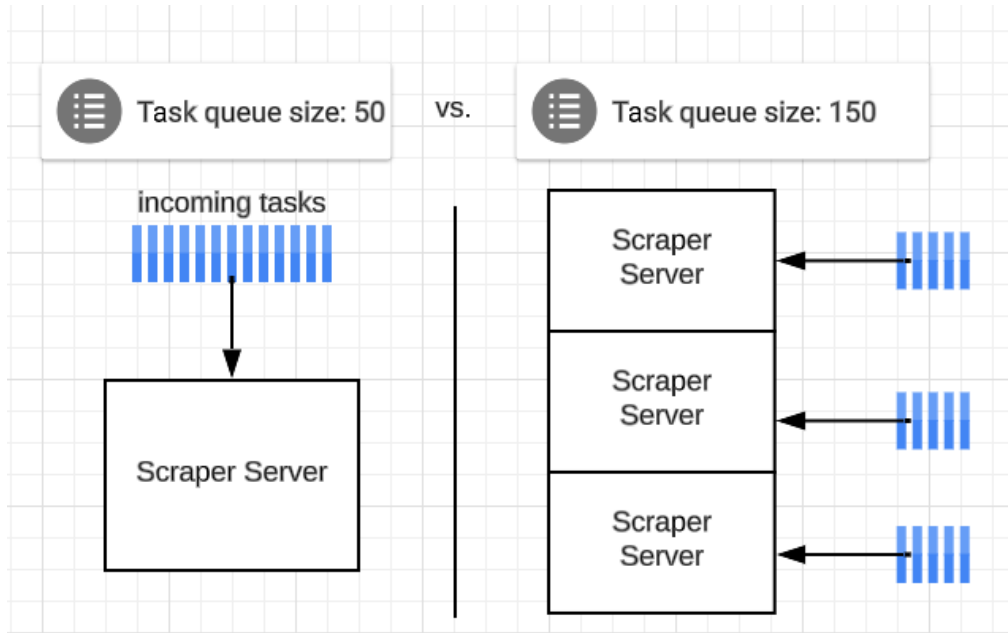 Task queue size: 50
vs.
Task queue size: 150
incoming tasks
Scraper Server
Scraper
Server
Scraper
Server
Scraper
Server